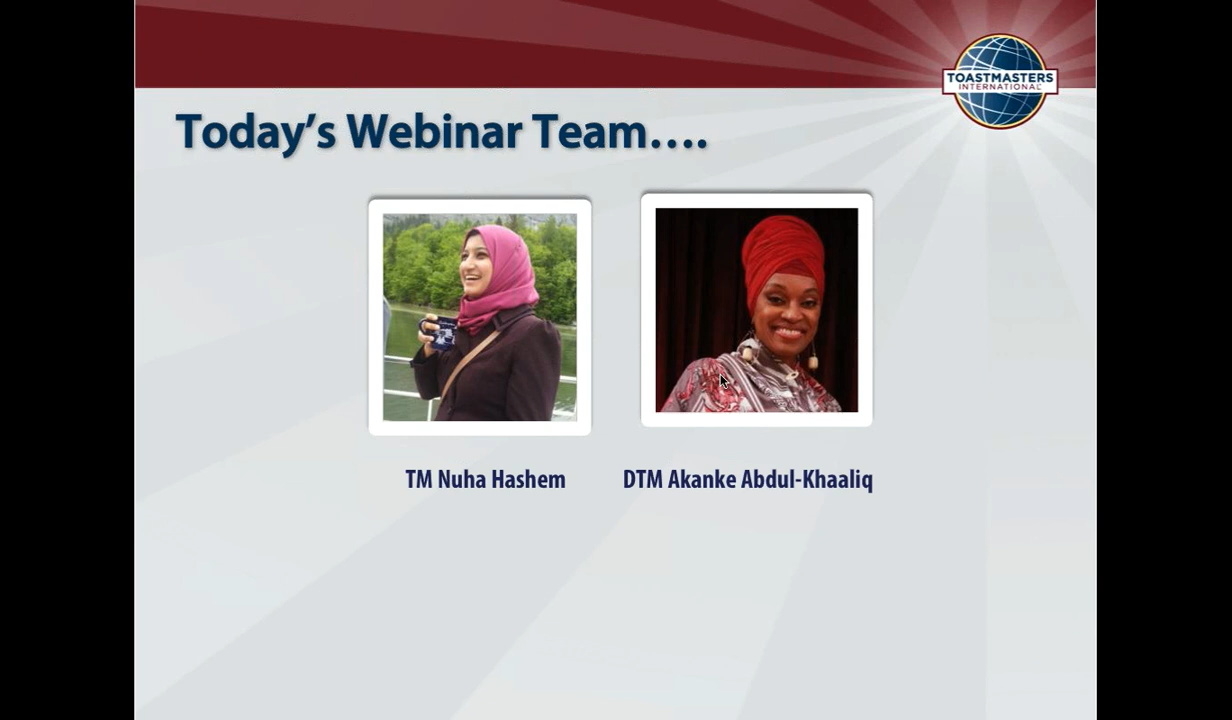 TOASTMASTERS
INTERNATIONAL
Today's Webinar Team….
TM Nuha Hashem
DTM Akanke Abdul-Khaaliq